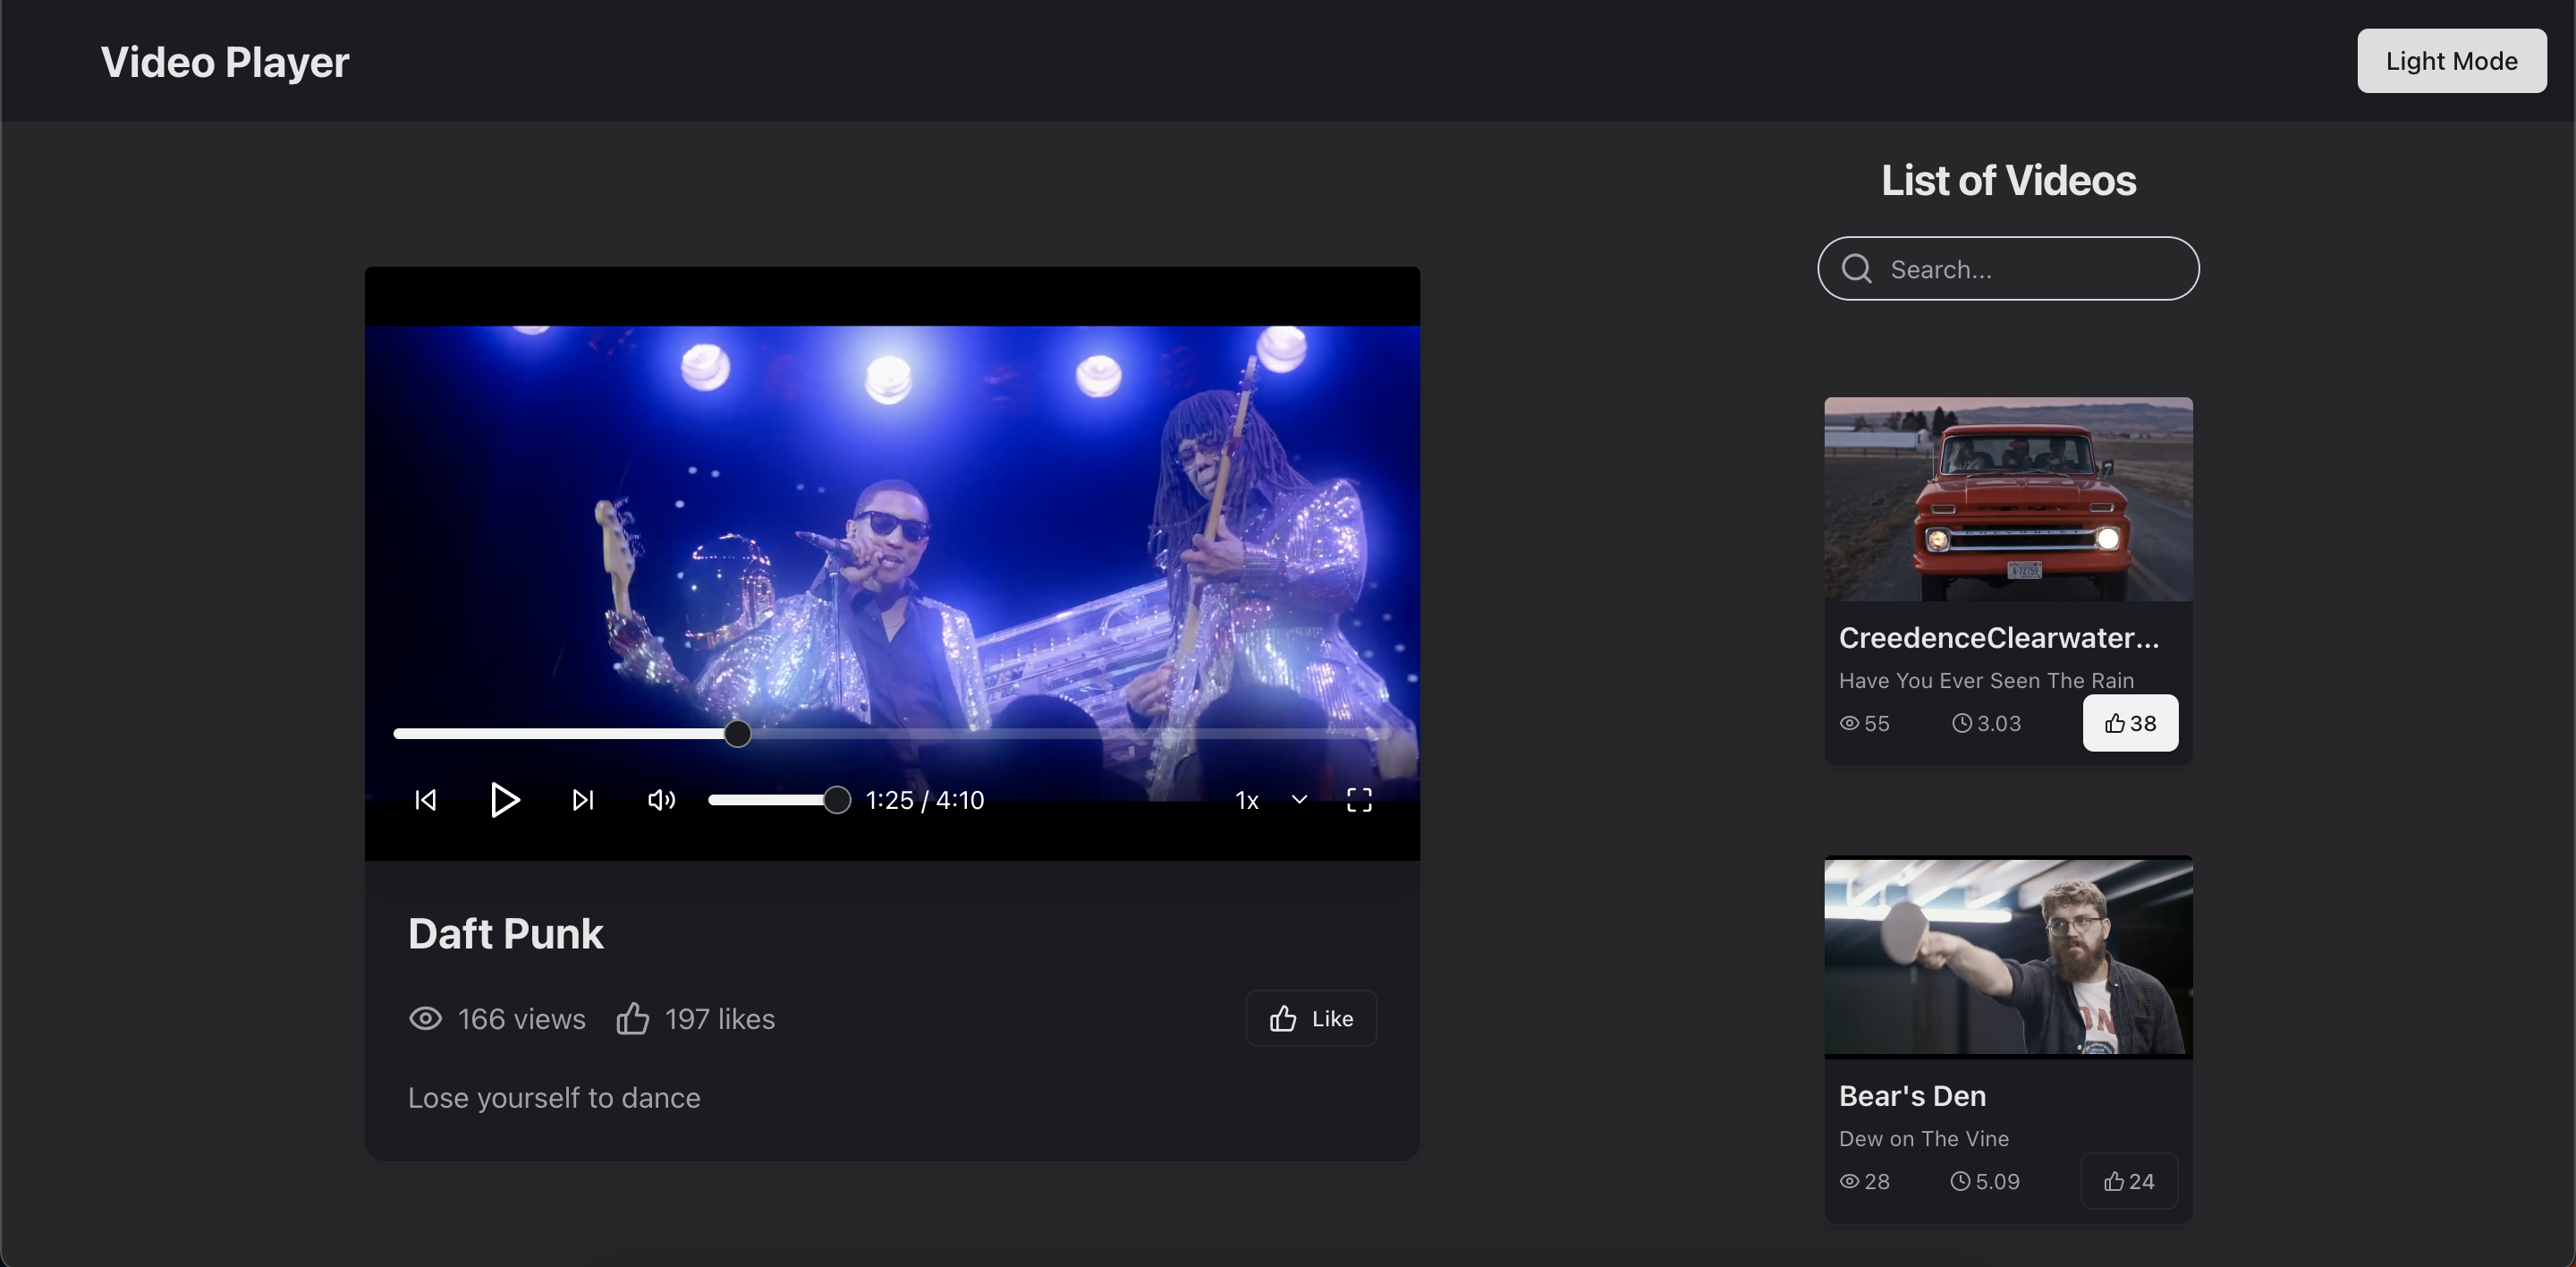 Video Player
Light Mode
List of Videos
Search...
1:25 / 4:10
1x
Daft Punk
166 views
197 likes
Like
Lose yourself to dance
CreedenceClearwater...
Have You Ever Seen The Rain
55
3.03
38
Bear's Den
Dew on The Vine
28
5.09
24